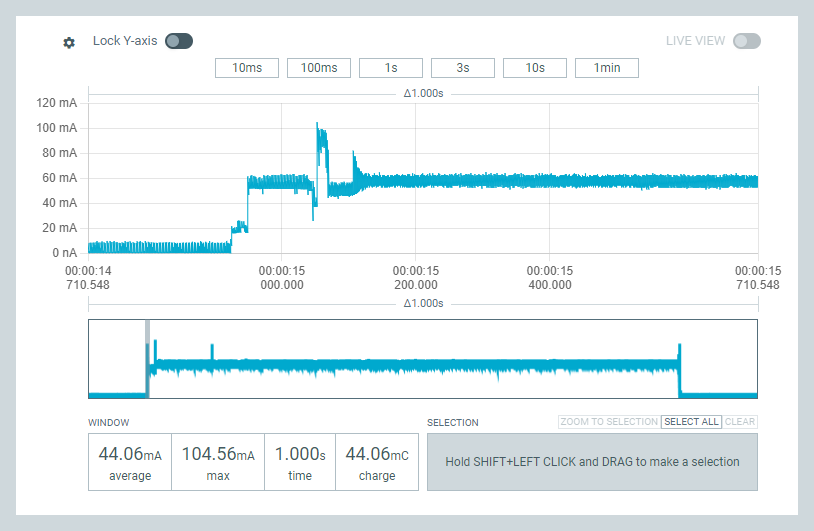 Lock Y-axis LIVE VIEW
10ms 100ms 1s 3s 10s 1min
Δ1.000s
120 mA
100 mA
80 mA
60 mA
40 mA
20 mA
0 nA
00:00:14 00:00:15 00:00:15 00:00:15 00:00:15
710.548 000.000 200.000 400.000 710.548
Δ1.000s
WINDOW SELECTION ZOOM TO SELECTION SELECT ALL CLEAR
44.06mA 104.56mA 1.000s 44.06mC
average max time charge
Hold SHIFT+LEFT CLICK and DRAG to make a selection